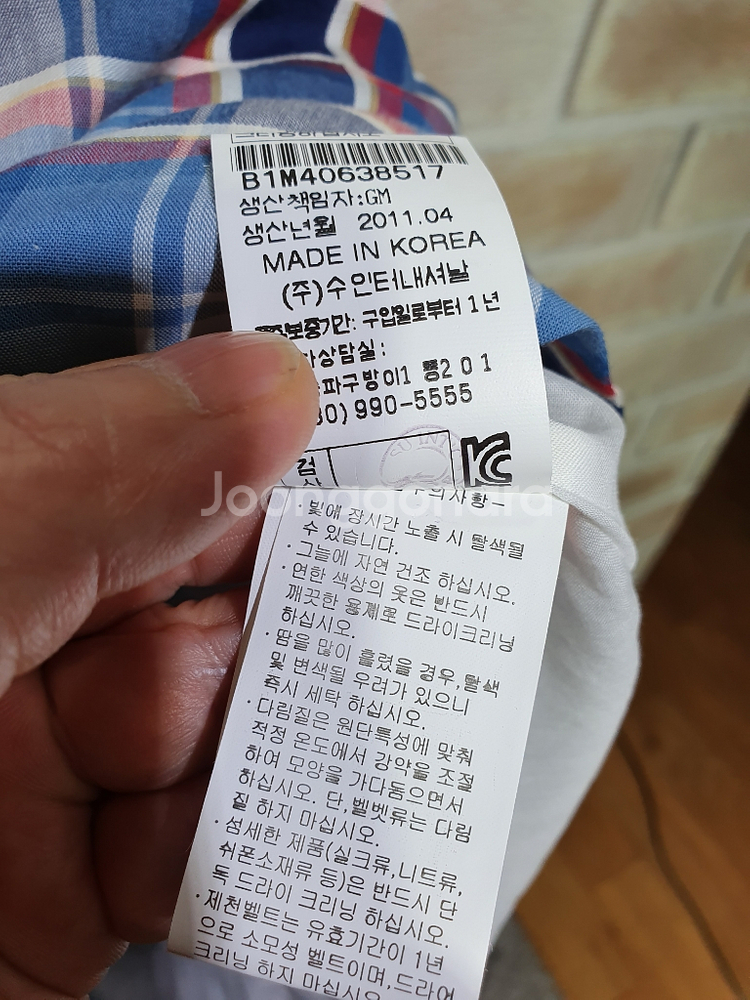 B1M40638517
생산책임자:GM
생산년월 2011.04
MADE IN KOREA
(주)수인터내셔날
구입일로부터 1년
상담실:
파구방이1동201
990-5555
검
Joonggonara
빛에 장시간 노출 시 탈색될
수 있습니다.
·그늘에 자연 건조 하십시오.
·연한 색상의 옷은 반드시
깨끗한 용제로 드라이크리닝
하십시오.
·땀을 많이 흘렸을 경우,탈색
및 변색될 우려가 있으니
즉시 세탁 하십시오.
·다림질은 원단특성에 맞춰
적정 온도에서 강약을 조절
하여 모양을 가다듬으면서
하십시오. 단,벨벳류는 다림
질 하지 마십시오.
·섬세한 제품(실크류,니트류,
쉬폰소재류 등)은 반드시 단
독 드라이 크리닝 하십시오.
·제천벨트는 유효기간이 1년
으로 소모성 벨트이며,드라이
크리닝 하지 마십시오